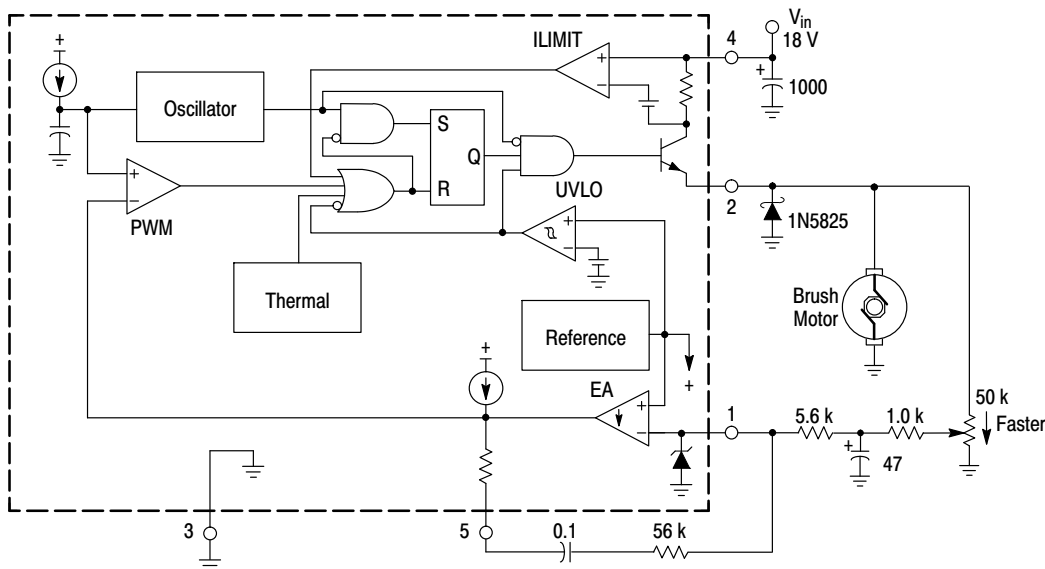 ILIMIT
4
Vin
18 V
+
+
−
+
1000
+
Oscillator
S
Q
R
UVLO
2
1N5825
+
−
PWM
+
−
Thermal
Brush
Motor
Reference
+
+
EA
+
−
1
5.6 k
1.0 k
50 k
Faster
+
47
3
5
0.1
56 k